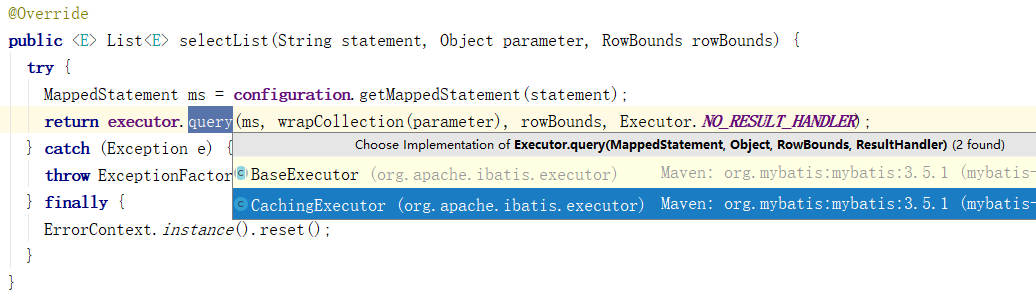 @Override
public <E> List<E> selectList(String statement, Object parameter, RowBounds rowBounds) {
try {
MappedStatement ms = configuration.getMappedStatement(statement);
return executor.query(ms, wrapCollection(parameter), rowBounds, Executor.NO_RESULT_HANDLER);
} catch (Exception e) {
Choose Implementation of Executor.query(MappedStatement, Object, RowBounds, ResultHandler) (2 found)
throw ExceptionFactor
BaseExecutor (org.apache.ibatis.executor) Maven: org.mybatis:mybatis:3.5.1 (mybatis-
} finally {
CachingExecutor (org.apache.ibatis.executor) Maven: org.mybatis:mybatis:3.5.1 (mybatis-
ErrorContext.instance().reset();
}
}